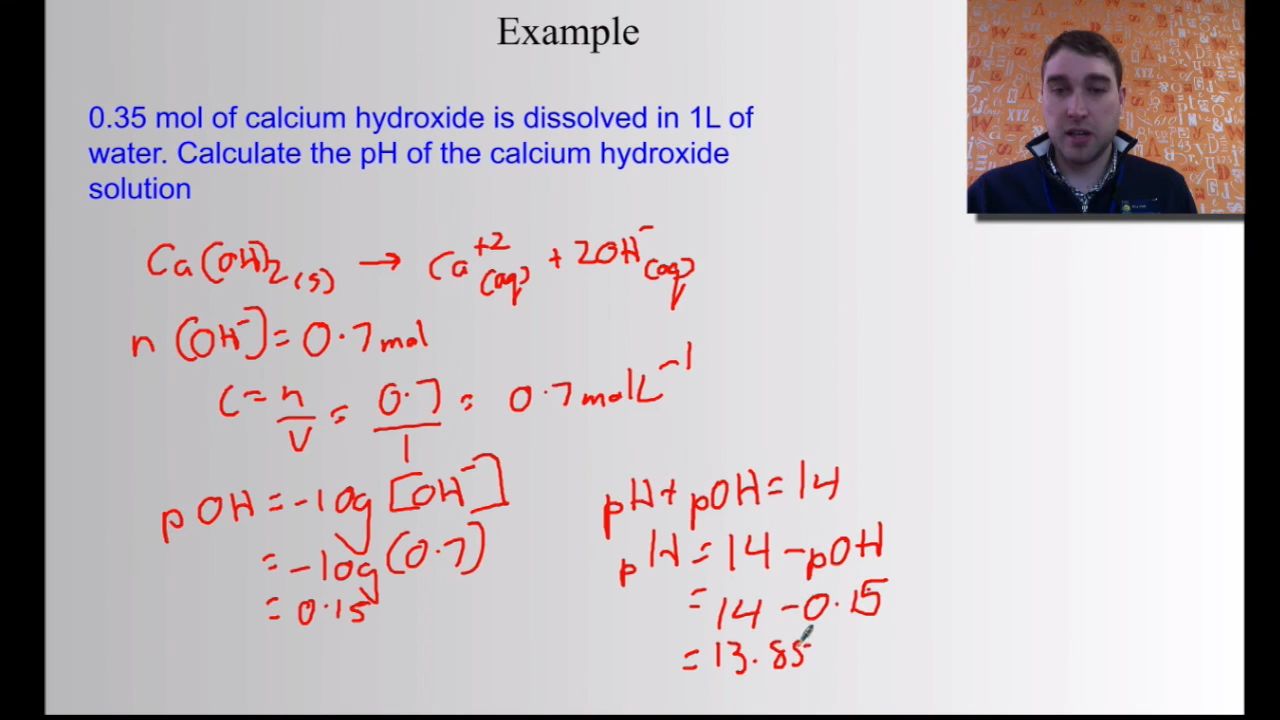 Example
0.35 mol of calcium hydroxide is dissolved in 1L of
water. Calculate the pH of the calcium hydroxide
solution
Ca(OH)₂(s) → Ca⁺²(aq) + 2OH⁻(aq)
n(OH⁻) = 0.7 mol
C = n/V = 0.7/1 = 0.7 mol L⁻¹
pOH = -log[OH⁻]
= -log(0.7)
= 0.15
pH + pOH = 14
pH = 14 - pOH
= 14 - 0.15
= 13.85